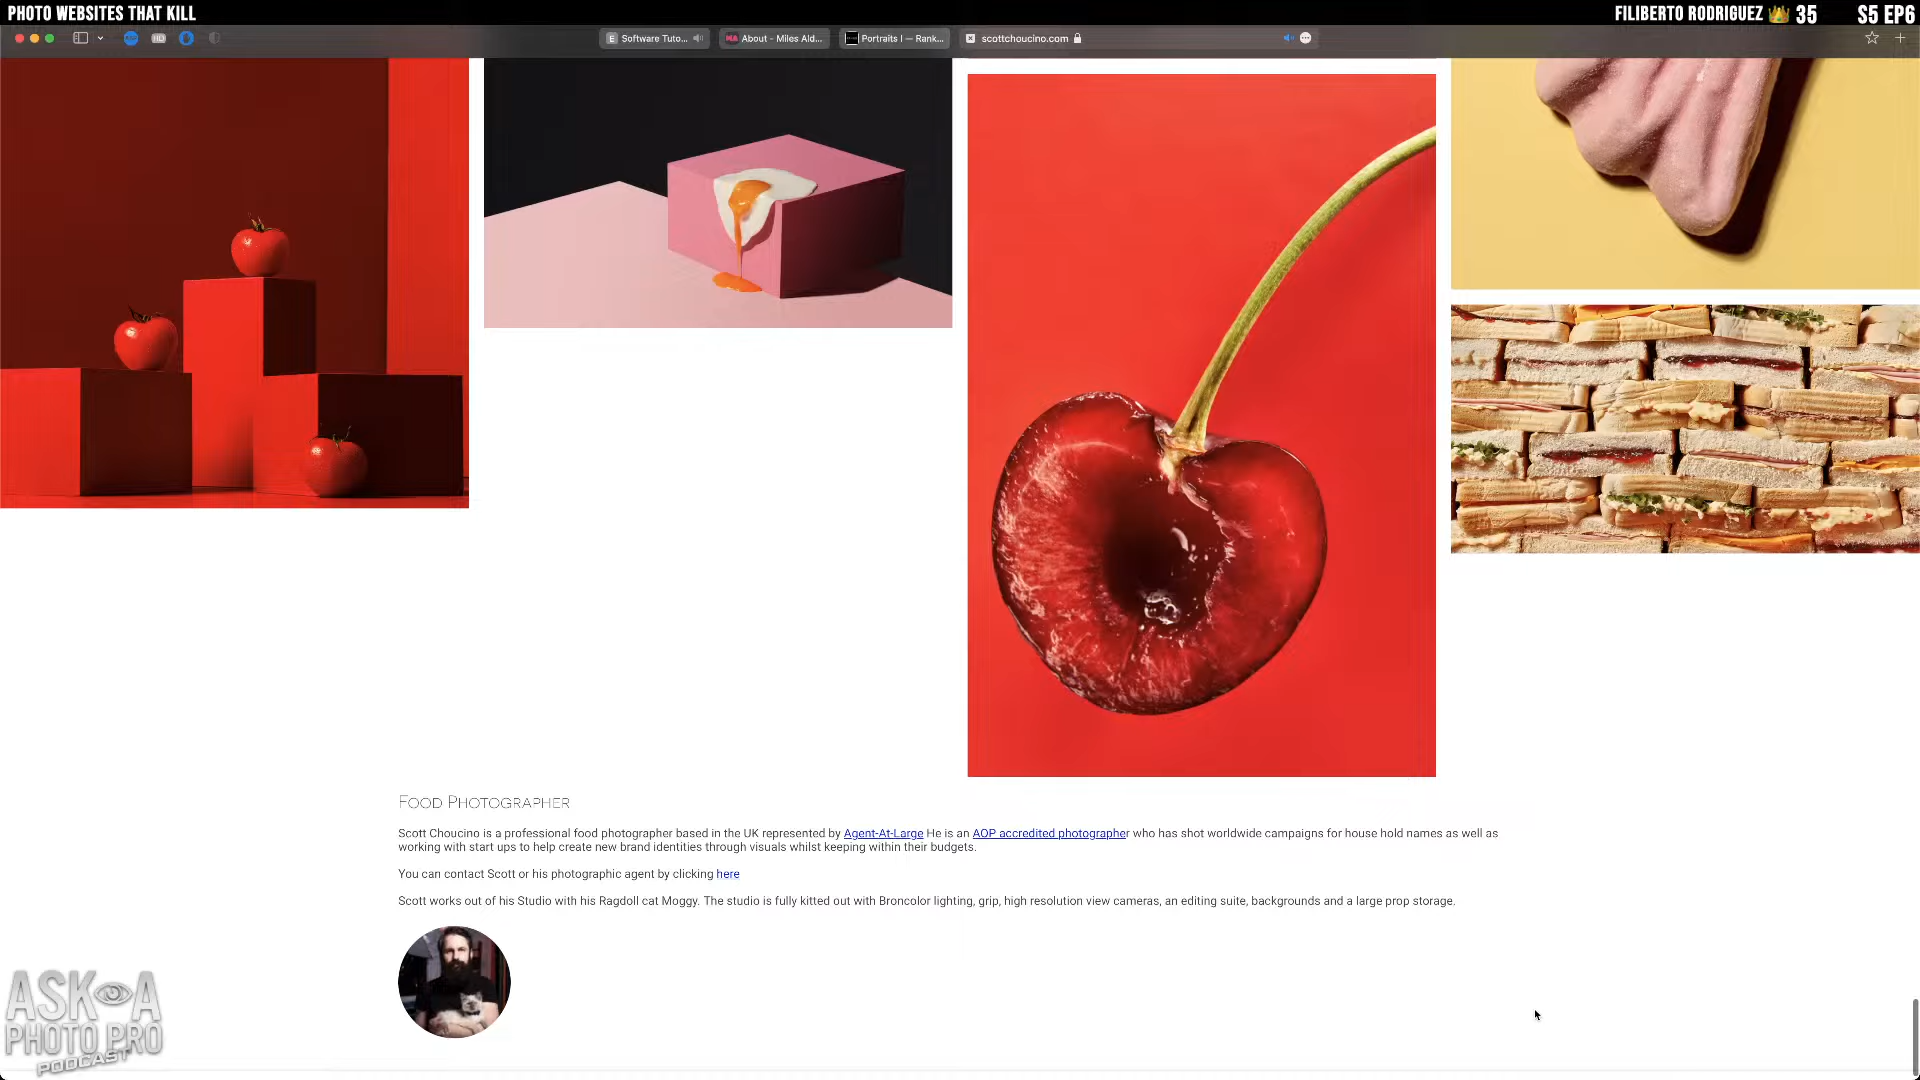 PHOTO WEBSITES THAT KILL
FILIBERTO RODRIGUEZ 👑 35 S5 EP6
Software Tuto...
MA About - Miles Ald...
Portraits I — Rank...
scottchoucino.com
FOOD PHOTOGRAPHER
Scott Choucino is a professional food photographer based in the UK represented by Agent-At-Large He is an AOP accredited photographer who has shot worldwide campaigns for house hold names as well as
working with start ups to help create new brand identities through visuals whilst keeping within their budgets.
You can contact Scott or his photographic agent by clicking here
Scott works out of his Studio with his Ragdoll cat Moggy. The studio is fully kitted out with Broncolor lighting, grip, high resolution view cameras, an editing suite, backgrounds and a large prop storage.
ASK A
PHOTO PRO
PODCAST